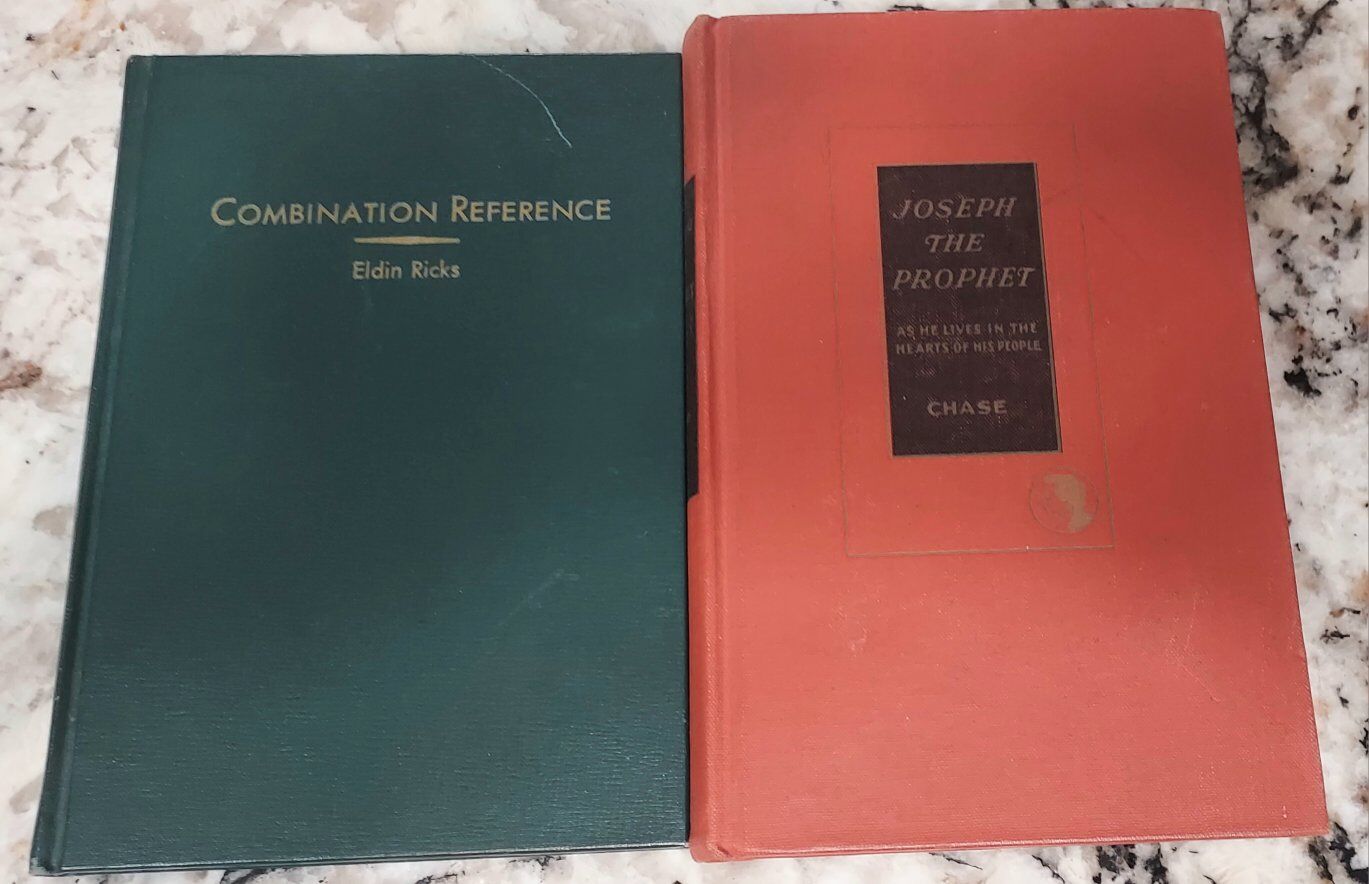 COMBINATION REFERENCE
Eldin Ricks
JOSEPH
THE
PROPHET
AS HE LIVES IN THE
HEARTS OF HIS PEOPLE
CHASE